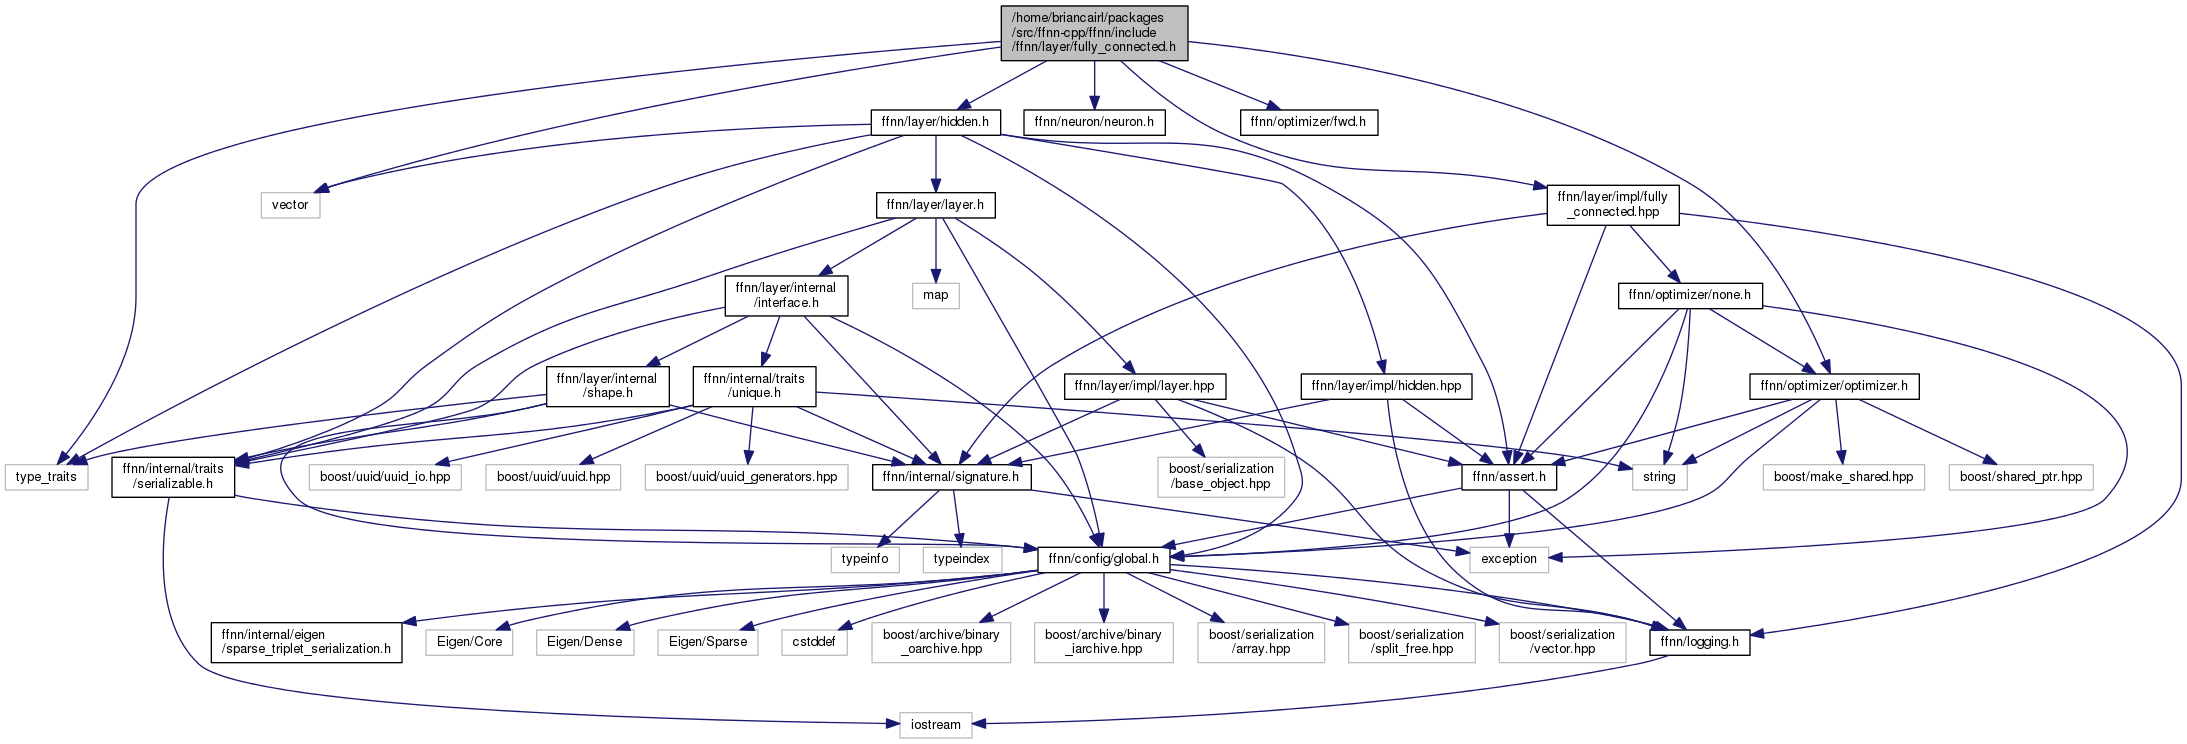 /home/briancairl/packages
/src/ffnn-cpp/ffnn/include
/ffnn/layer/fully_connected.h
ffnn/layer/hidden.h
ffnn/neuron/neuron.h
ffnn/optimizer/fwd.h
vector
ffnn/layer/layer.h
ffnn/layer/impl/fully
_connected.hpp
ffnn/layer/internal
/interface.h
map
ffnn/optimizer/none.h
ffnn/layer/internal
/shape.h
ffnn/internal/traits
/unique.h
ffnn/layer/impl/layer.hpp
ffnn/layer/impl/hidden.hpp
ffnn/optimizer/optimizer.h
type_traits
ffnn/internal/traits
/serializable.h
boost/uuid/uuid_io.hpp
boost/uuid/uuid.hpp
boost/uuid/uuid_generators.hpp
ffnn/internal/signature.h
boost/serialization
/base_object.hpp
ffnn/assert.h
string
boost/make_shared.hpp
boost/shared_ptr.hpp
typeinfo
typeindex
ffnn/config/global.h
exception
ffnn/internal/eigen
/sparse_triplet_serialization.h
Eigen/Core
Eigen/Dense
Eigen/Sparse
cstddef
boost/archive/binary
_oarchive.hpp
boost/archive/binary
_iarchive.hpp
boost/serialization
/array.hpp
boost/serialization
/split_free.hpp
boost/serialization
/vector.hpp
ffnn/logging.h
iostream